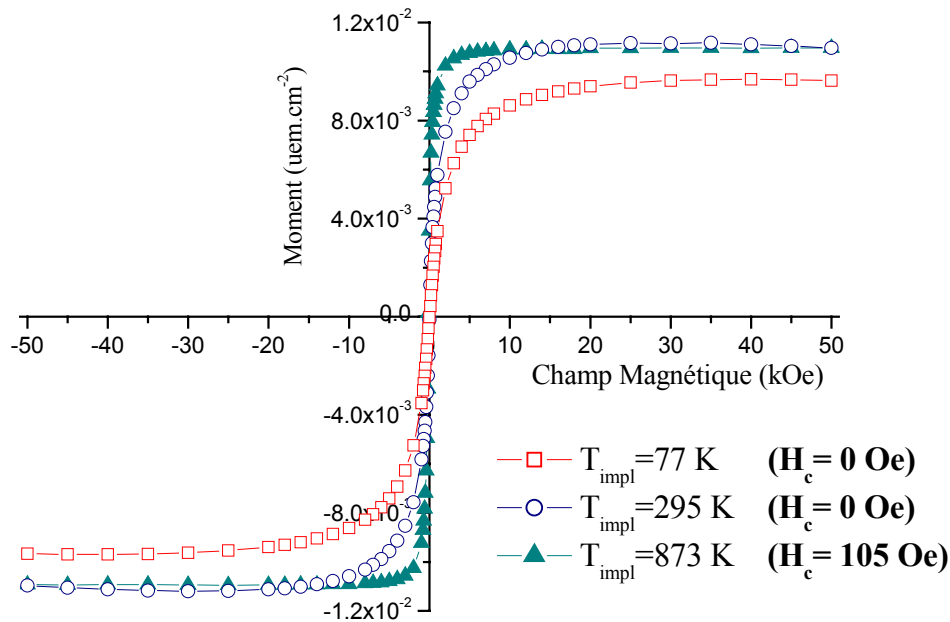 1.2x10⁻²
8.0x10⁻³
4.0x10⁻³
0.0
-4.0x10⁻³
-8.0x10⁻³
-1.2x10⁻²
Moment (uem.cm⁻²)
-50 -40 -30 -20 -10 0 10 20 30 40 50
Champ Magnétique (kOe)
T_impl=77 K (H_c= 0 Oe)
T_impl=295 K (H_c= 0 Oe)
T_impl=873 K (H_c= 105 Oe)